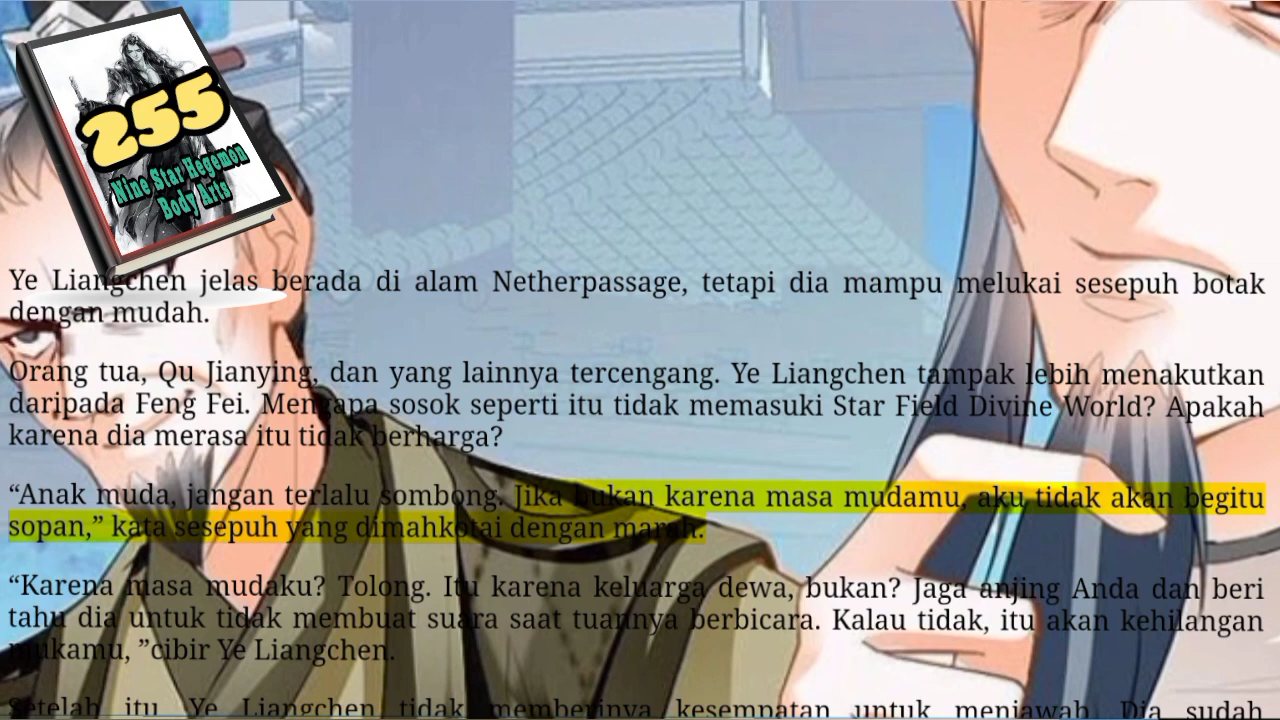 255
Nine Star Hegemon
Body Arts
Ye Liangchen jelas berada di alam Netherpassage, tetapi dia mampu melukai sesepuh botak
dengan mudah.
Orang tua, Qu Jianying, dan yang lainnya tercengang. Ye Liangchen tampak lebih menakutkan
daripada Feng Fei. Mengapa sosok seperti itu tidak memasuki Star Field Divine World? Apakah
karena dia merasa itu tidak berharga?
“Anak muda, jangan terlalu sombong. Jika bukan karena masa mudamu, aku tidak akan begitu
sopan,” kata sesepuh yang dimahkotai dengan marah.
“Karena masa mudaku? Tolong. Itu karena keluarga dewa, bukan? Jaga anjing Anda dan beri
tahu dia untuk tidak membuat suara saat tuannya berbicara. Kalau tidak, itu akan kehilangan
mukamu, ”cibir Ye Liangchen.
Setelah itu Ye Liangchen tidak memberinya kesempatan untuk menjawab. Dia sudah